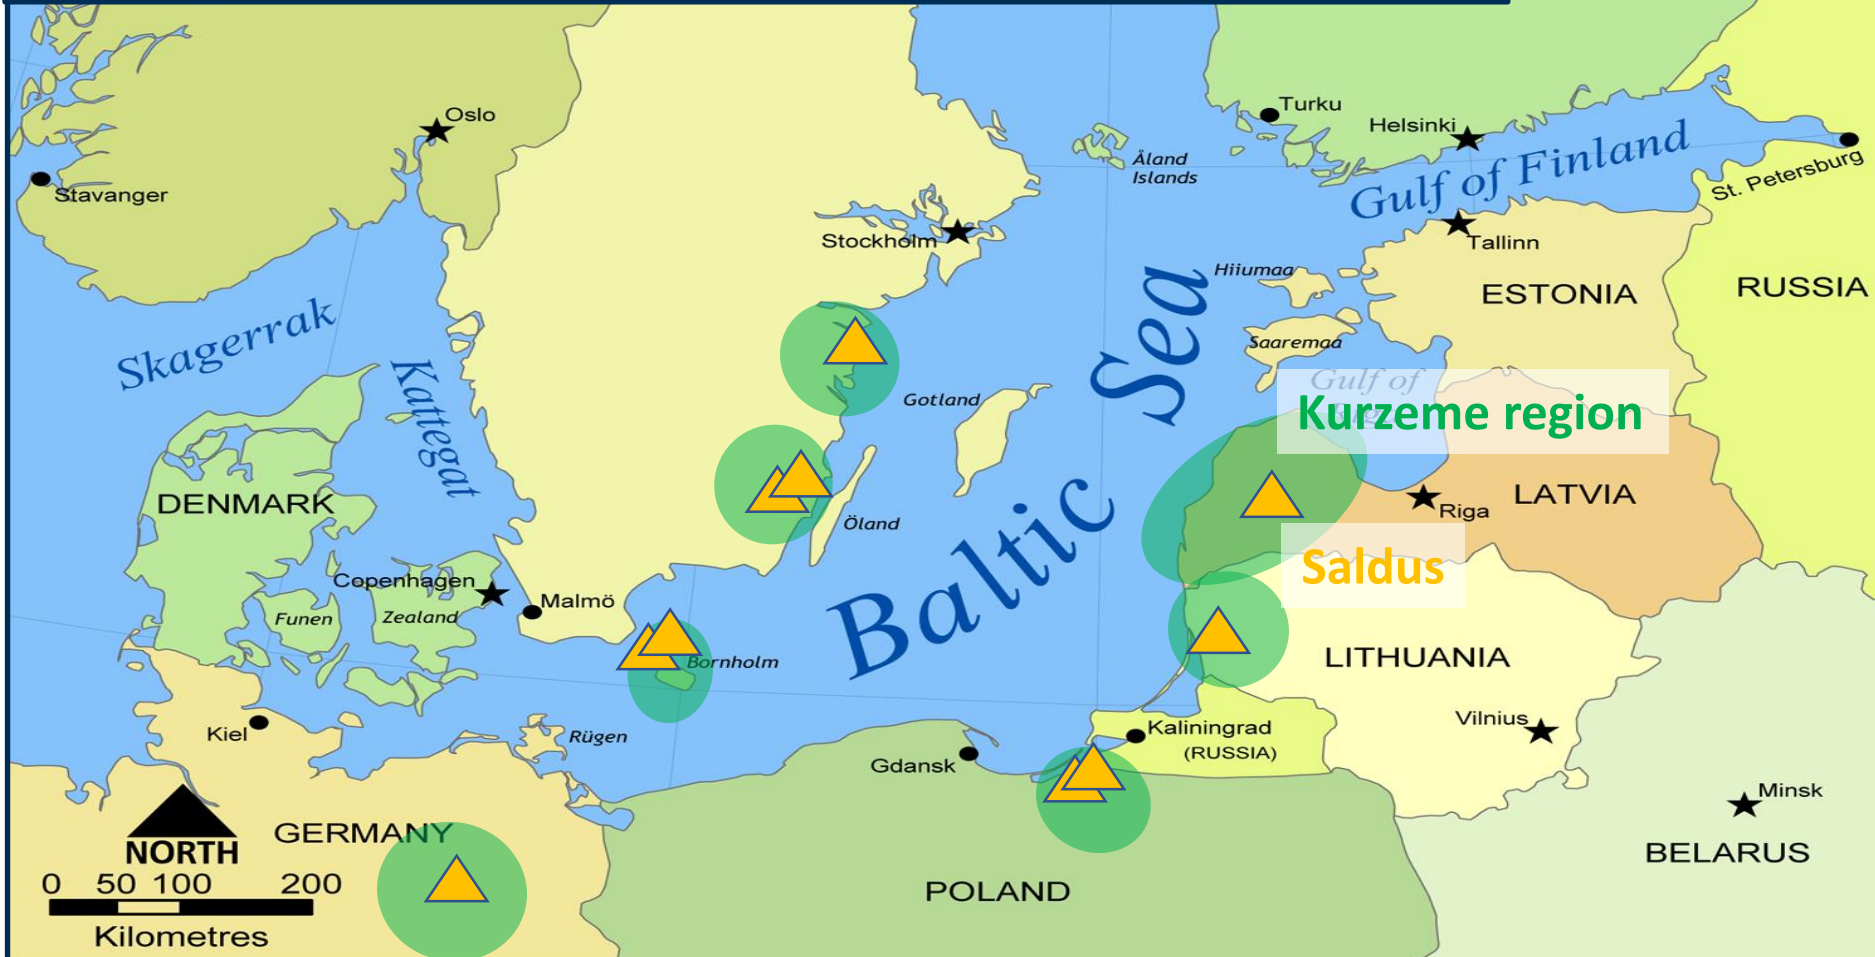 Oslo
Turku
Helsinki
Åland
Islands
Stavanger
Gulf of Finland
St. Petersburg
Stockholm
Tallinn
Hiiumaa
ESTONIA
RUSSIA
Skagerrak
Kattegat
Baltic Sea
Saaremaa
Gulf of
Gotland
Kurzeme region
DENMARK
LATVIA
Riga
Öland
Saldus
Copenhagen
Malmö
Funen
Zealand
Bornholm
LITHUANIA
Vilnius
Kiel
Rügen
Kaliningrad
(RUSSIA)
Gdansk
Minsk
GERMANY
NORTH
BELARUS
0 50 100 200
POLAND
Kilometres